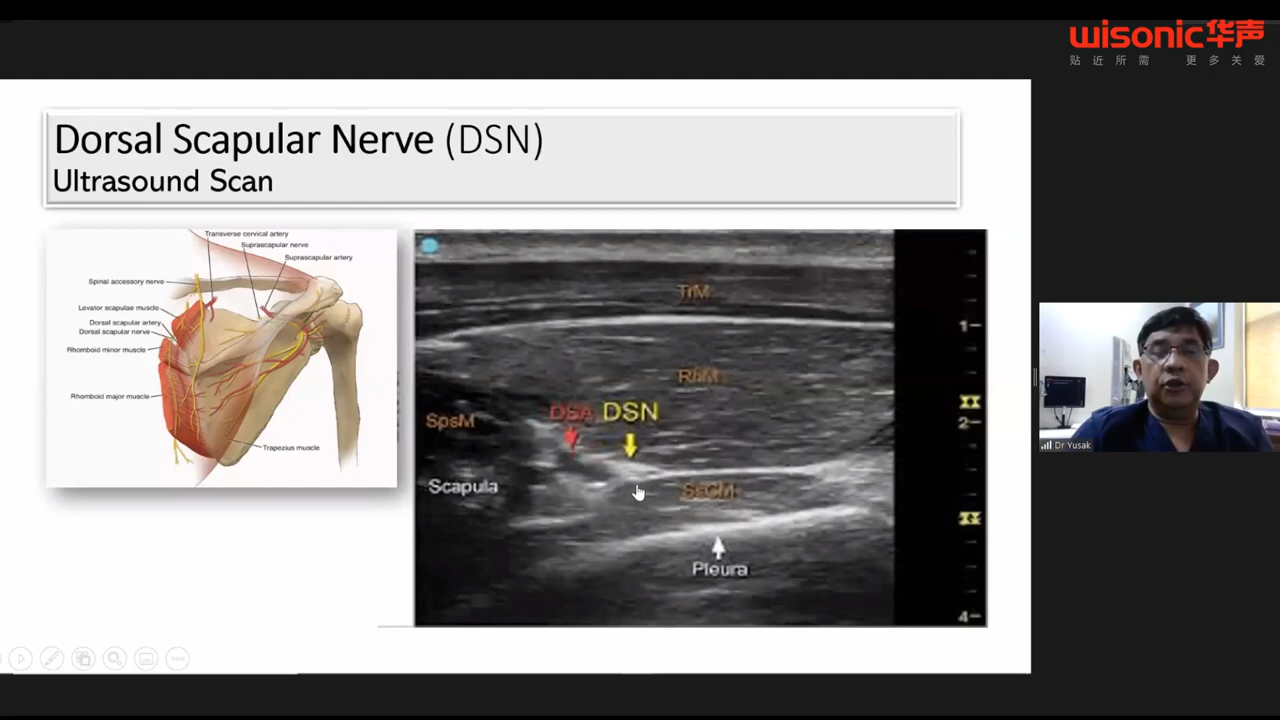 wisonic华声
贴近所需 更多关爱
Dorsal Scapular Nerve (DSN)
Ultrasound Scan
Transverse cervical artery
Suprascapular nerve
Suprascapular artery
Spinal accessory nerve
Levator scapulae muscle
Dorsal scapular artery
Dorsal scapular nerve
Rhomboid minor muscle
Rhomboid major muscle
Trapezius muscle
TrM
1
RhM
DSA DSN
SpsM
2
Scapula
Pleura
4
Dr Yusak